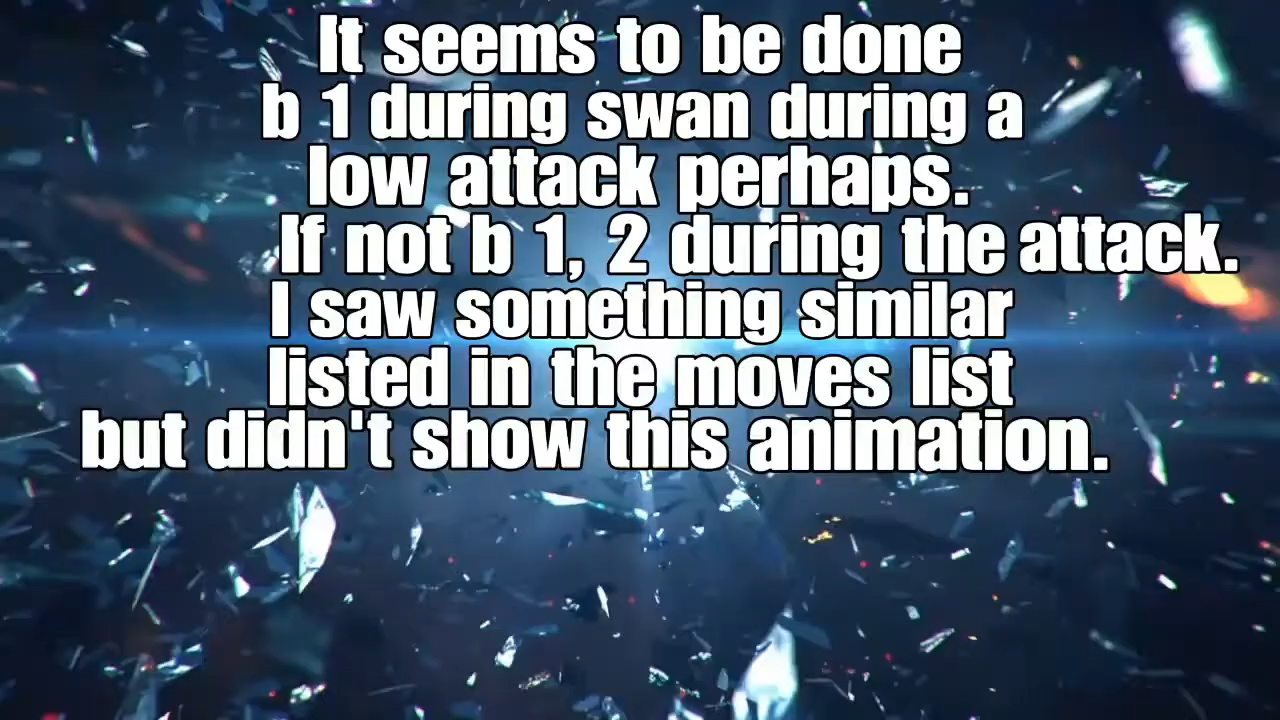 It seems to be done
b 1 during swan during a
low attack perhaps.
If not b 1, 2 during the attack.
I saw something similar
listed in the moves list
but didn't show this animation.